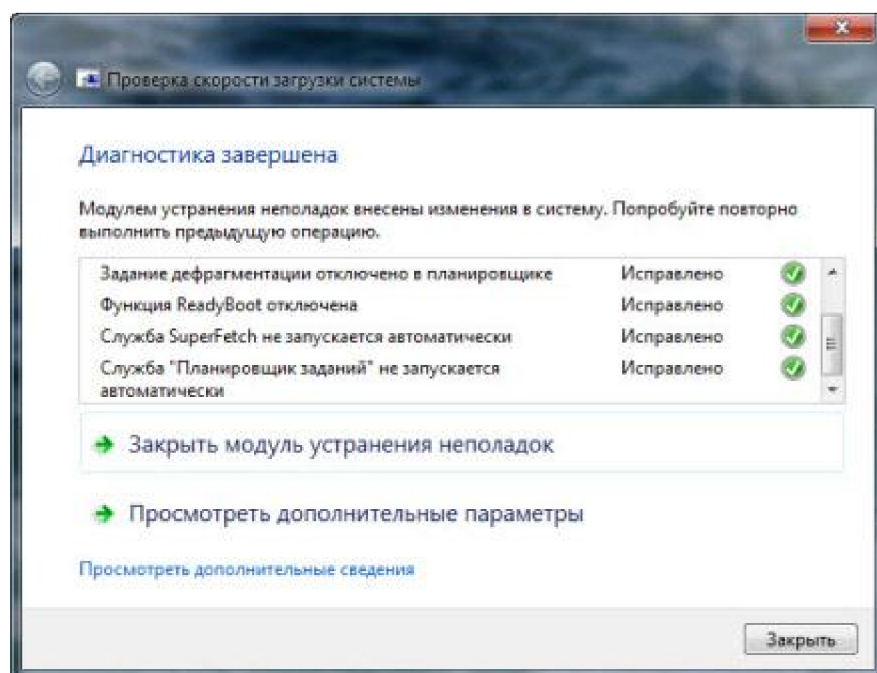 Проверка скорости загрузки системы
Диагностика завершена
Модулем устранения неполадок внесены изменения в систему. Попробуйте повторно
выполнить предыдущую операцию.
Задание дефрагментации отключено в планировщике Исправлено
Функция ReadyBoot отключена Исправлено
Служба SuperFetch не запускается автоматически Исправлено
Служба "Планировщик заданий" не запускается Исправлено
автоматически
Закрыть модуль устранения неполадок
Просмотреть дополнительные параметры
Просмотреть дополнительные сведения
Закрыть